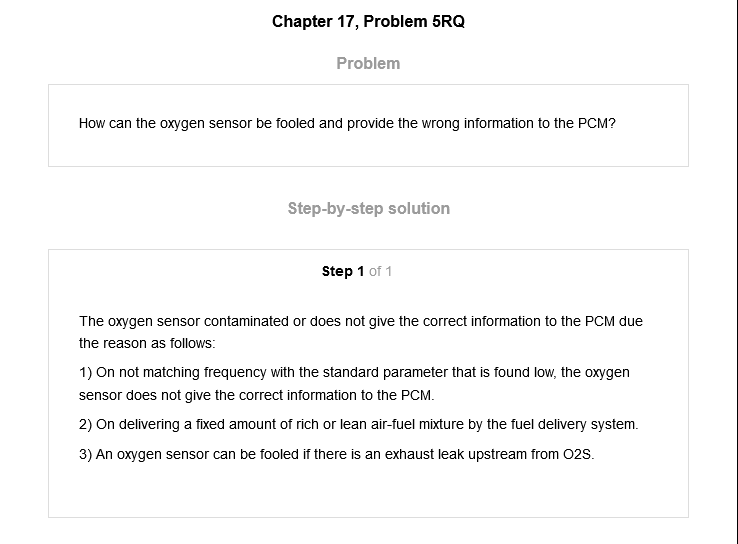 Chapter 17, Problem 5RQ
Problem
How can the oxygen sensor be fooled and provide the wrong information to the PCM?
Step-by-step solution
Step 1 of 1
The oxygen sensor contaminated or does not give the correct information to the PCM due
the reason as follows:
1) On not matching frequency with the standard parameter that is found low, the oxygen
sensor does not give the correct information to the PCM.
2) On delivering a fixed amount of rich or lean air-fuel mixture by the fuel delivery system.
3) An oxygen sensor can be fooled if there is an exhaust leak upstream from O2S.